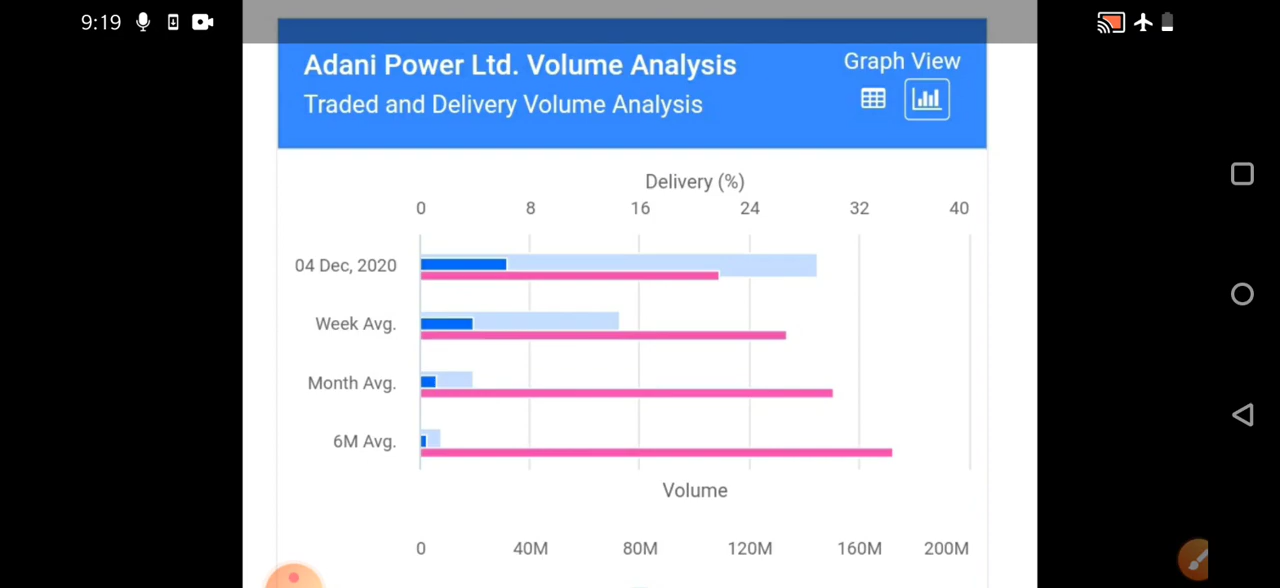 9:19
Adani Power Ltd. Volume Analysis
Graph View
Traded and Delivery Volume Analysis
Delivery (%)
0 8 16 24 32 40
04 Dec, 2020
Week Avg.
Month Avg.
6M Avg.
Volume
0 40M 80M 120M 160M 200M